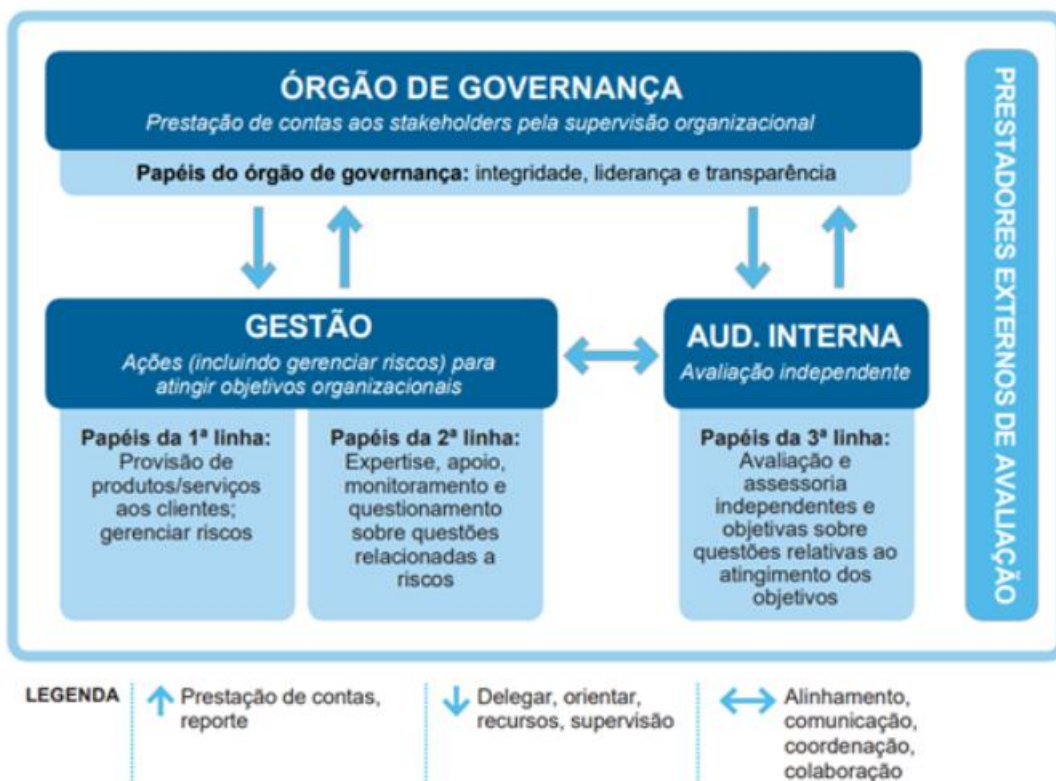 ÓRGÃO DE GOVERNANÇA
Prestação de contas aos stakeholders pela supervisão organizacional
Papéis do órgão de governança: integridade, liderança e transparência
GESTÃO
Ações (incluindo gerenciar riscos) para
atingir objetivos organizacionais
Papéis da 1ª linha:
Provisão de
produtos/serviços
aos clientes;
gerenciar riscos
Papéis da 2ª linha:
Expertise, apoio,
monitoramento e
questionamento
sobre questões
relacionadas a
riscos
AUD. INTERNA
Avaliação independente
Papéis da 3ª linha:
Avaliação e
assessoria
independentes e
objetivas sobre
questões relativas ao
atingimento dos
objetivos
PRESTADORES EXTERNOS DE AVALIAÇÃO
LEGENDA
Prestação de contas,
reporte
Delegar, orientar,
recursos, supervisão
Alinhamento,
comunicação,
coordenação,
colaboração